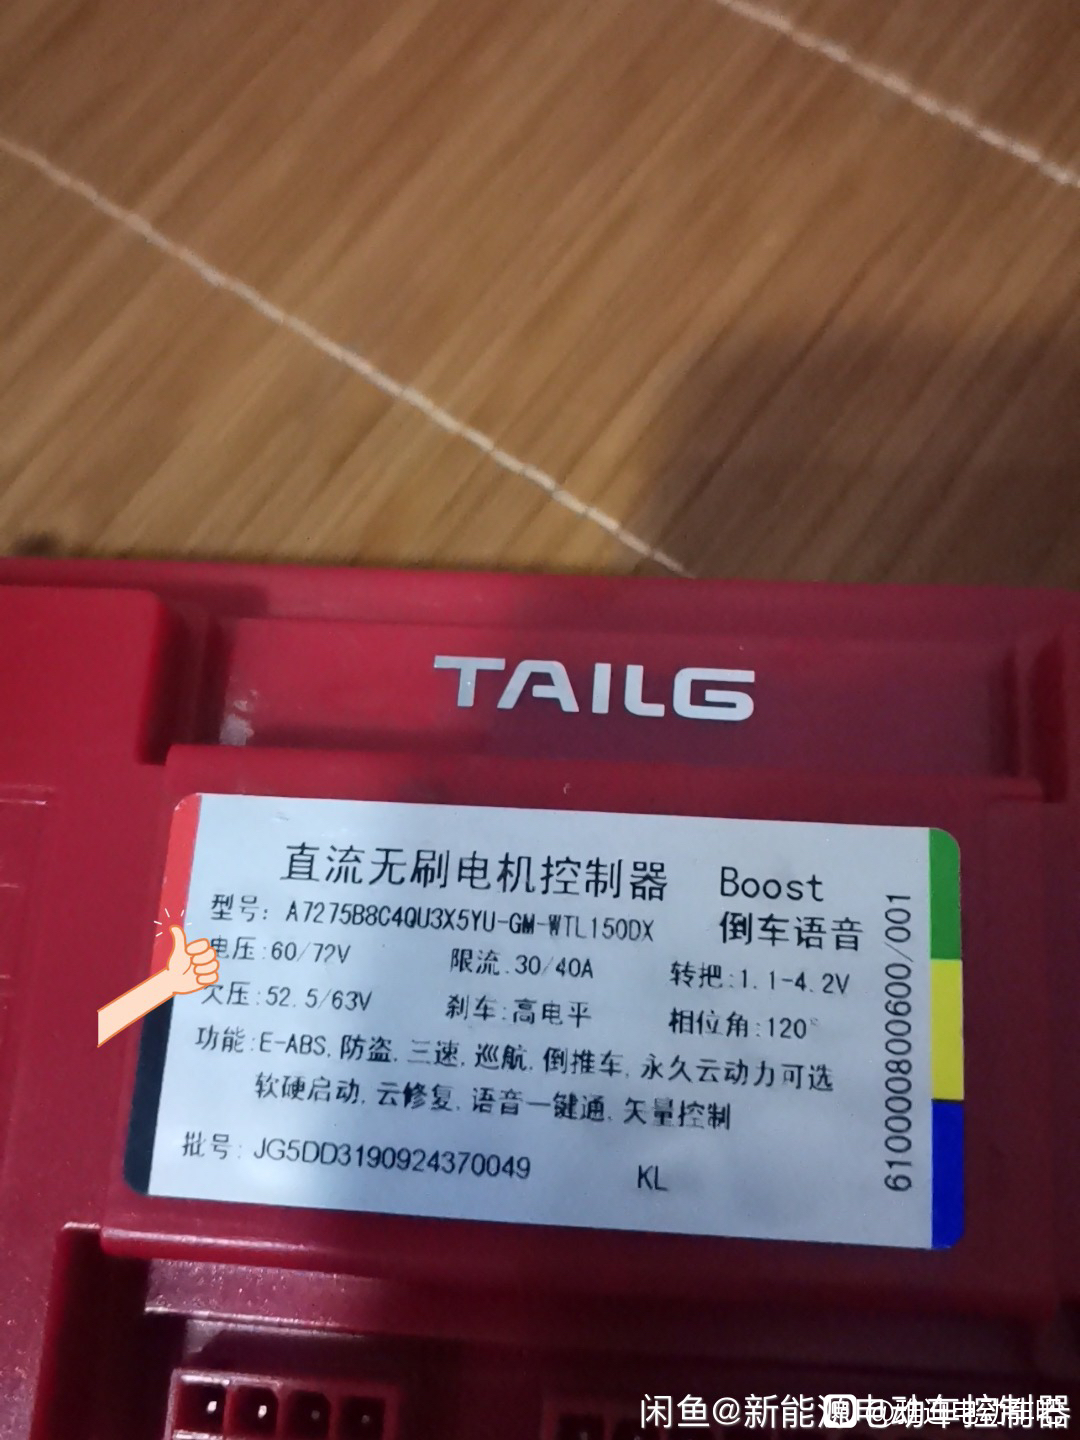 TAILG
直流无刷电机控制器 Boost
型号: A7275B8C4QU3X5YU-GM-WTL150DX 倒车语音
电压:60/72V 限流.30/40A 转把:1.1-4.2V
欠压:52.5/63V 刹车:高电平 相位角:120°
功能:E-ABS,防盗.三速,巡航,倒推车,永久云动力可选
软硬启动,云修复,语音一键通,矢量控制
批号: JG5DD3190924370049 KL
610000800600/001
闲鱼@新能源电动车控制器